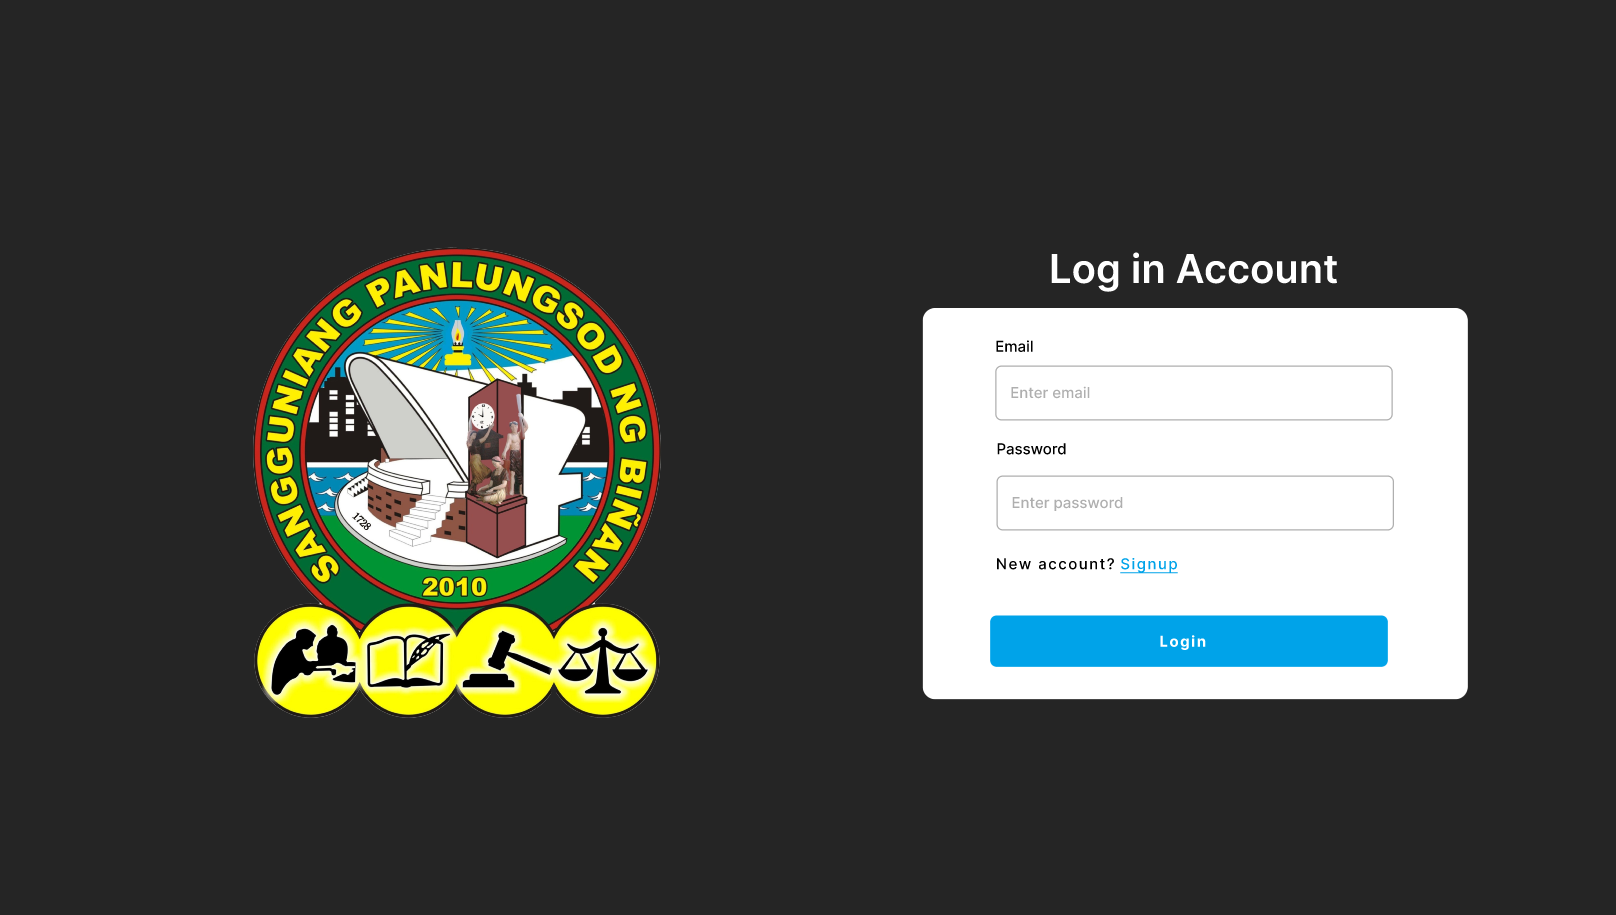 SANGGUNIANG PANLUNGSOD NG BIÑAN
1728
2010
Log in Account
Email
Enter email
Password
Enter password
New account? Signup
Login